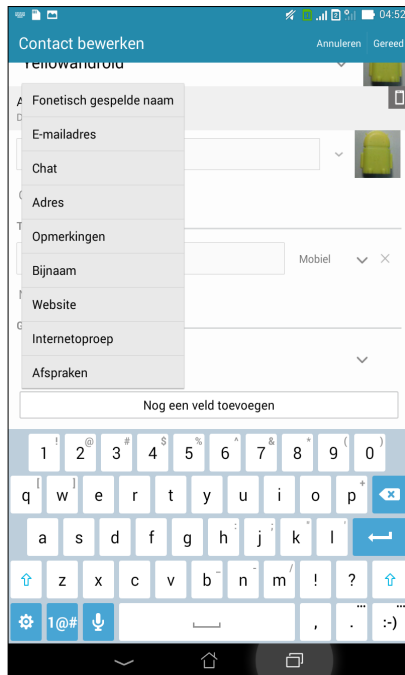 04:52
Contact bewerken
Annuleren
Gereed
Yellowandroid
A
D
Fonetisch gespelde naam
E-mailadres
Chat
Adres
T
Opmerkingen
Bijnaam
Mobiel
Website
G
Internetoproep
Afspraken
Nog een veld toevoegen
1 ! 2 @ 3 # 4 $ 5 % 6 ^ 7 & 8 * 9 ( 0 )
q [ w ] e r t y u i o p +
a s d f g h : j ; k ' l "
z x c v b _ n - m / ! ?
1@# , . ... :-) ...